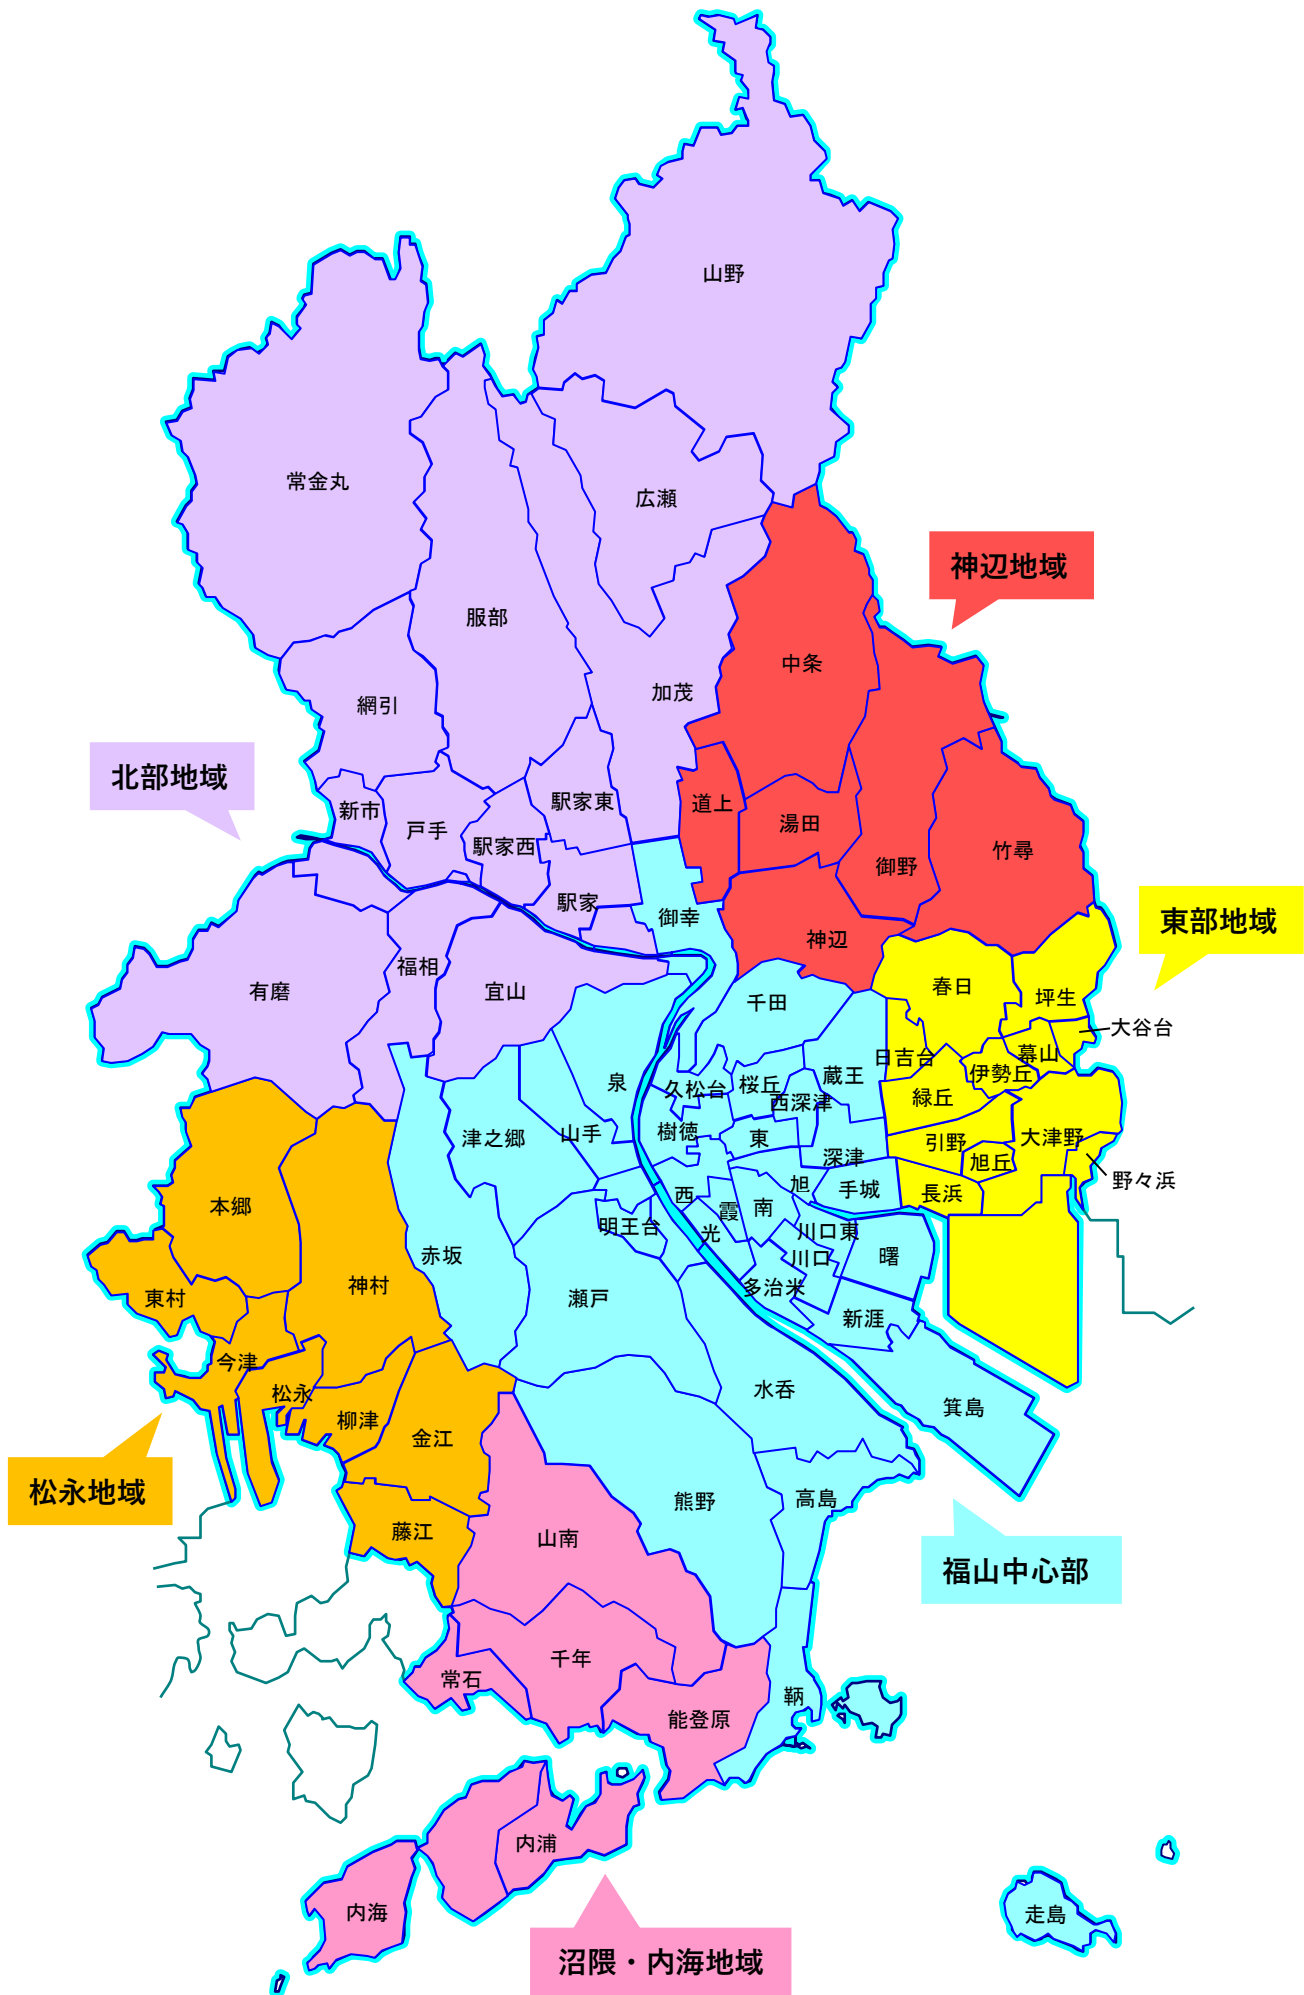 山野
常金丸
広瀬
神辺地域
服部
中条
加茂
網引
北部地域
新市
戸手
駅家東
駅家西
道上
湯田
竹尋
御野
駅家
御幸
東部地域
神辺
福相
有磨
宜山
春日
坪生
千田
大谷台
日吉台
幕山
伊勢丘
泉
久松台
桜丘
蔵王
西深津
緑丘
津之郷
山手
樹徳
東
引野
大津野
深津
旭丘
野々浜
本郷
西
旭
手城
長浜
霞
南
明王台
光
川口東
赤坂
神村
川口
曙
東村
瀬戸
多治米
新涯
今津
松永
水呑
箕島
柳津
金江
松永地域
熊野
高島
藤江
山南
福山中心部
千年
常石
鞆
能登原
内浦
内海
走島
沼隈・内海地域